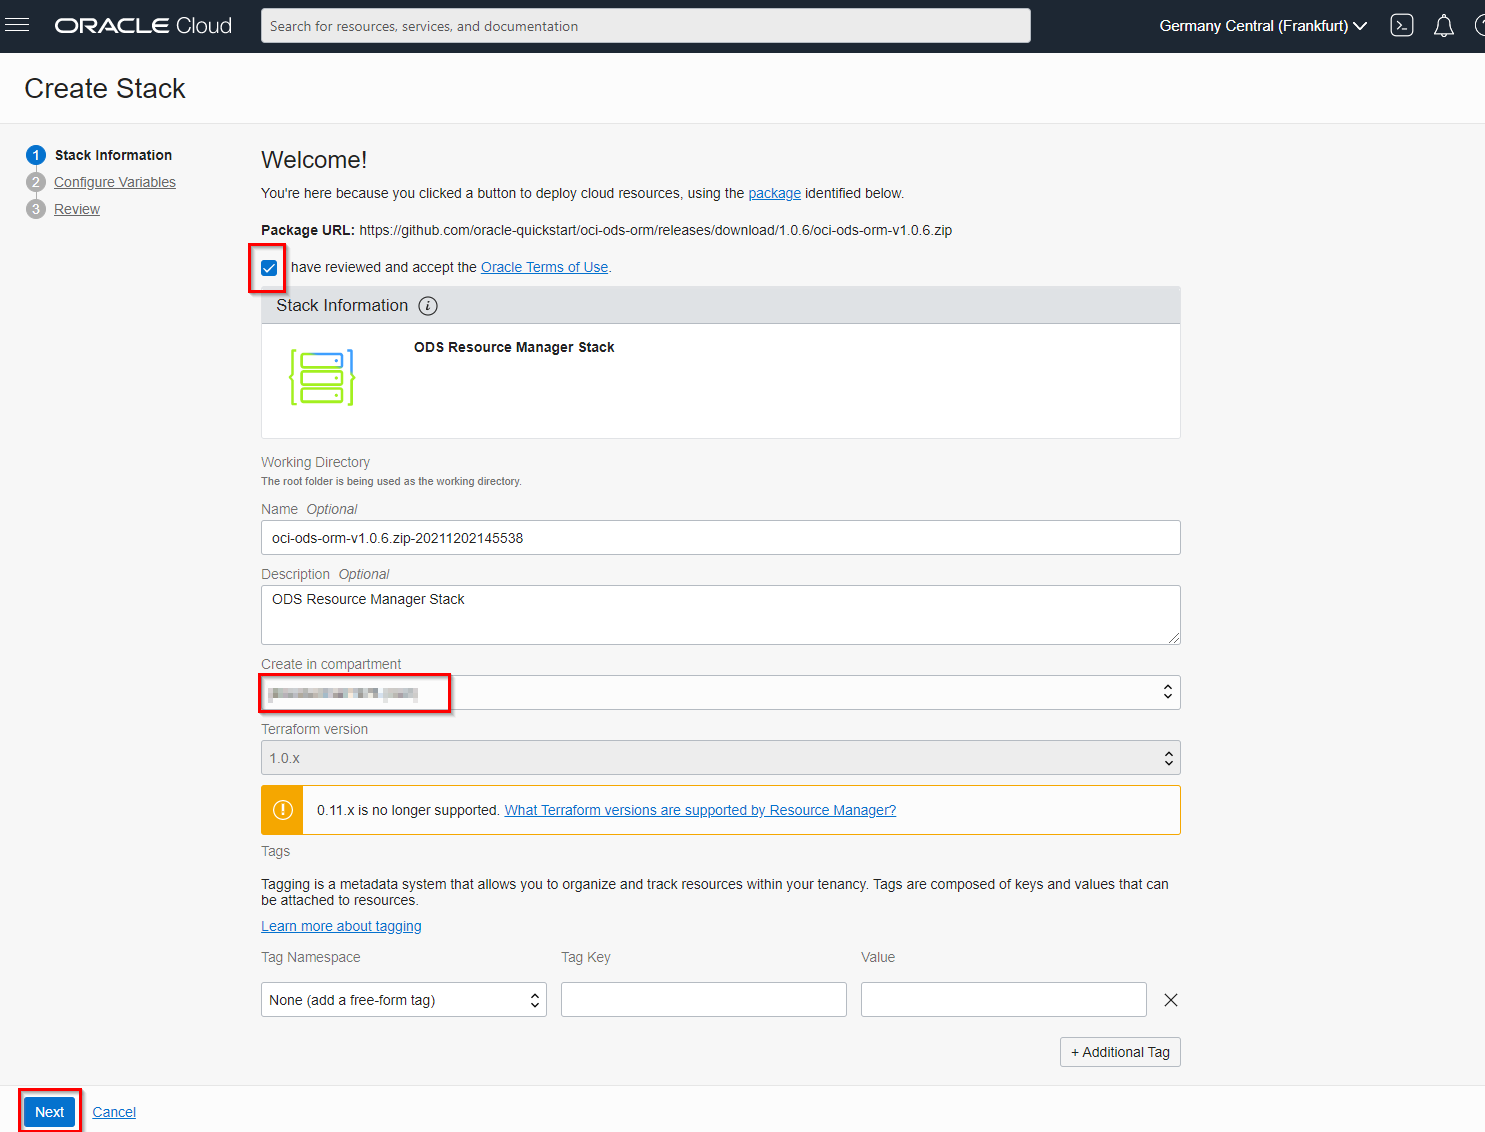 ORACLE Cloud
Search for resources, services, and documentation
Germany Central (Frankfurt)
Create Stack
1 Stack Information
2 Configure Variables
3 Review
Welcome!
You're here because you clicked a button to deploy cloud resources, using the package identified below.
Package URL: https://github.com/oracle-quickstart/oci-ods-orm/releases/download/1.0.6/oci-ods-orm-v1.0.6.zip
have reviewed and accept the Oracle Terms of Use.
Stack Information i
ODS Resource Manager Stack
Working Directory
The root folder is being used as the working directory.
Name Optional
oci-ods-orm-v1.0.6.zip-20211202145538
Description Optional
ODS Resource Manager Stack
Create in compartment
Terraform version
1.0.x
0.11.x is no longer supported. What Terraform versions are supported by Resource Manager?
Tags
Tagging is a metadata system that allows you to organize and track resources within your tenancy. Tags are composed of keys and values that can
be attached to resources.
Learn more about tagging
Tag Namespace Tag Key Value
None (add a free-form tag)
+ Additional Tag
Next Cancel